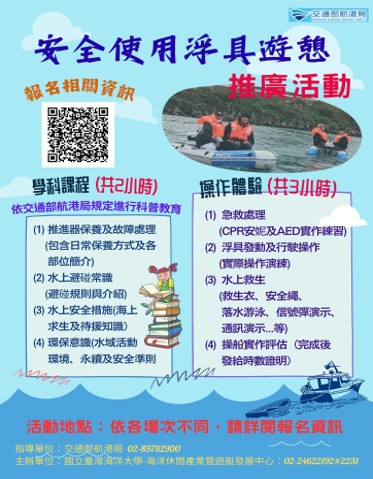 交通部航港局
安全使用浮具遊憩
推廣活動
報名相關資訊
學科課程 (共2小時)
依交通部航港局規定進行科普教育
(1) 推進器保養及故障處理
(包含日常保養方式及各
部位簡介)
(2) 水上避碰常識
(避碰規則與介紹)
(3) 水上安全措施(海上
求生及待援知識)
(4) 環保意識(水域活動
環境、永續及安全準則
操作體驗 (共3小時)
(1) 急救處理
(CPR安妮及AED實作練習)
(2) 浮具發動及行駛操作
(實際操作演練)
(3) 水上救生
(救生衣、安全繩、
落水游泳、信號彈演示、
通訊演示...等)
(4) 操船實作評估（完成後
發給時數證明）
活動地點：依各場次不同，請詳閱報名資訊
指導單位：交通部航港局 02-89782900
主辦單位：國立臺灣海洋大學-海洋休閒產業暨遊艇發展中心：02-24622192#2231